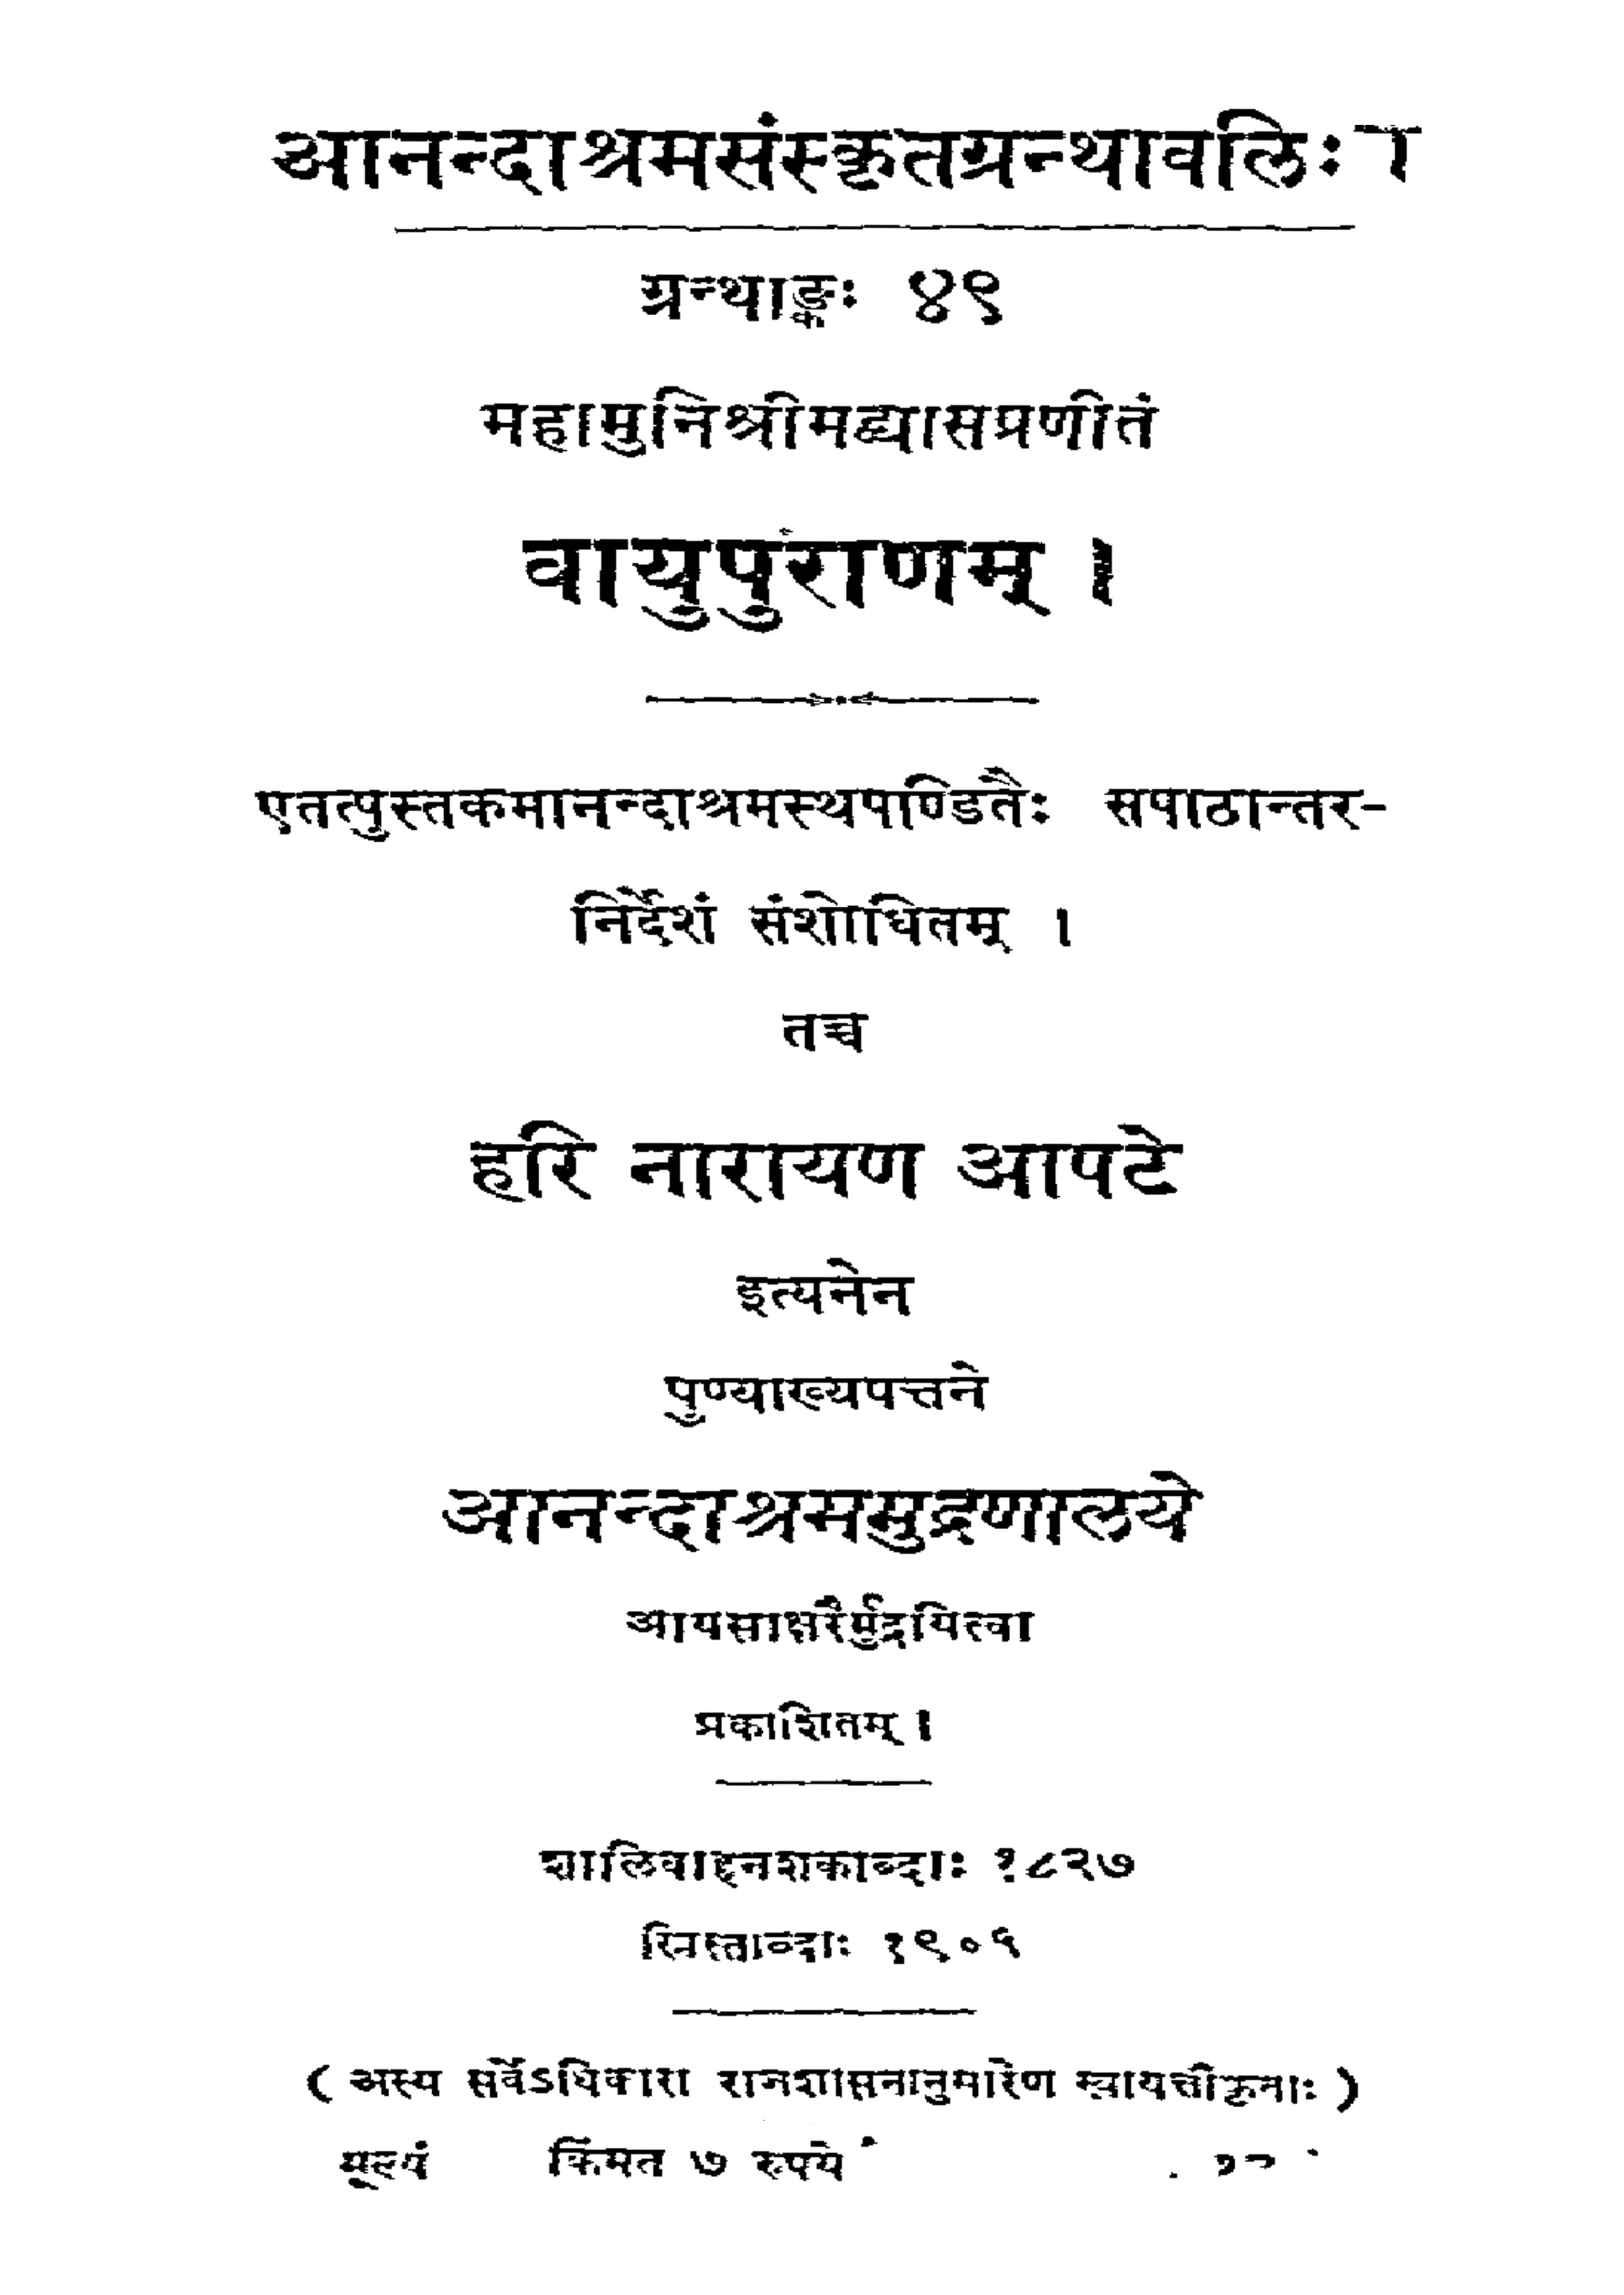 आनन्दाश्रमसंस्कृतग्रन्थावलिः ।
ग्रन्थाङ्कः ४९
महामुनिश्रीमद्व्यासप्रणीतं
वायुपुराणम् ।
एतत्पुस्तकमानन्दाश्रमस्थपण्डितैः सपाठान्तर-
निर्देशं संशोधितम् ।
तच्च
हरि नारायण आपटे
इत्यनेन
पुण्याख्यपत्तने
आनन्दाश्रममुद्रणालये
आयसाक्षरैर्मुद्रयित्वा
प्रकाशितम् ।
शालिवाहनशकाब्दाः १८२७
ख्रिस्ताब्दाः १९०५
( अस्य सर्वेऽधिकारा राजशासनानुसारेण स्वायत्तीकृताः )
मूल्यं किंमत ७ रुपये